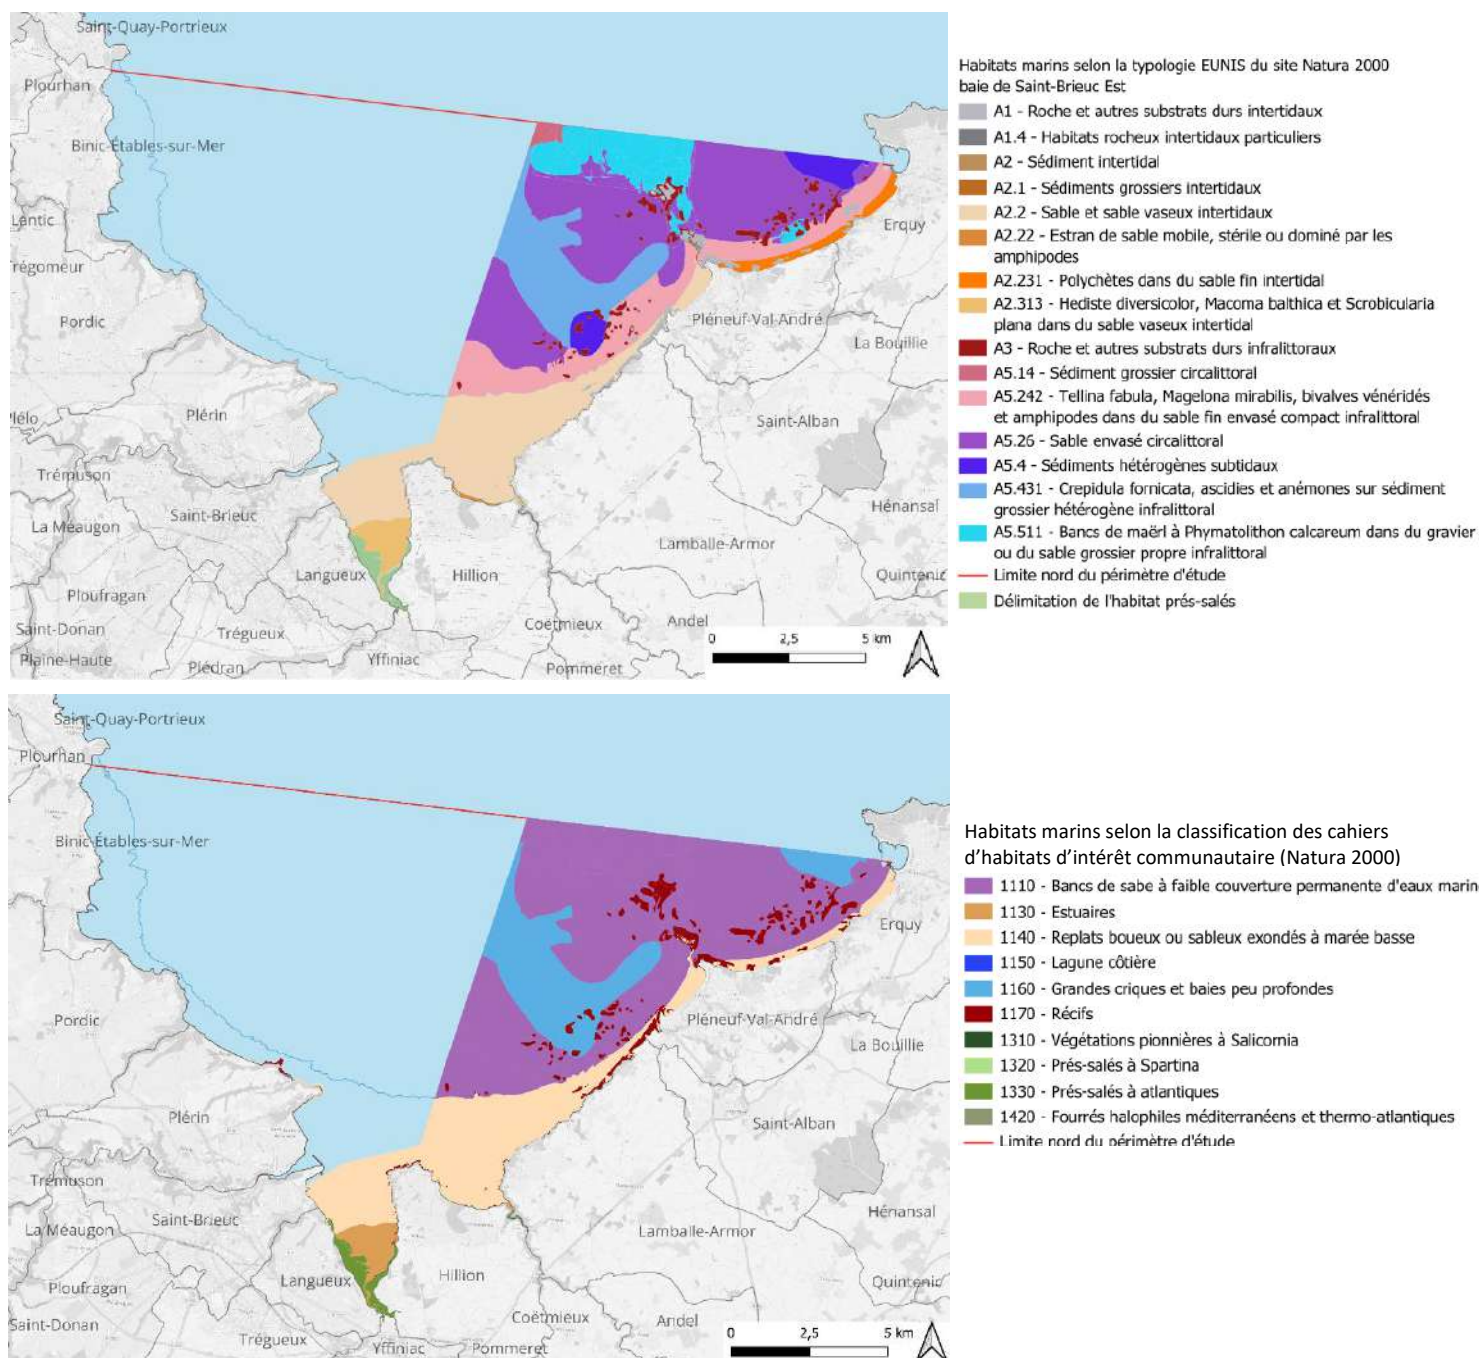 Saint-Quay-Portrieux
Plourhan
Binic-Étables-sur-Mer
Lantic
Trégomeur
Pordic
Plélo
Plérin
Trémuson
La Méaugon
Saint-Brieuc
Ploufragan
Langueux
Hillion
Saint-Donan
Trégueux
Plaine-Haute
Plédran
Yffiniac
Coëtmieux
Pommeret
Andel
Lamballe-Armor
Quintenic
Hénansal
Saint-Alban
La Bouillie
Pléneuf-Val-André
Erquy
0 2,5 5 km
Habitats marins selon la typologie EUNIS du site Natura 2000
baie de Saint-Brieuc Est
A1 - Roche et autres substrats durs intertidaux
A1.4 - Habitats rocheux intertidaux particuliers
A2 - Sédiment intertidal
A2.1 - Sédiments grossiers intertidaux
A2.2 - Sable et sable vaseux intertidaux
A2.22 - Estran de sable mobile, stérile ou dominé par les
amphipodes
A2.231 - Polychètes dans du sable fin intertidal
A2.313 - Hediste diversicolor, Macoma balthica et Scrobicularia
plana dans du sable vaseux intertidal
A3 - Roche et autres substrats durs infralittoraux
A5.14 - Sédiment grossier circalittoral
A5.242 - Tellina fabula, Magelona mirabilis, bivalves vénéridés
et amphipodes dans du sable fin envasé compact infralittoral
A5.26 - Sable envasé circalittoral
A5.4 - Sédiments hétérogènes subtidaux
A5.431 - Crepidula fornicata, ascidies et anémones sur sédiment
grossier hétérogène infralittoral
A5.511 - Bancs de maërl à Phymatolithon calcareum dans du gravier
ou du sable grossier propre infralittoral
Limite nord du périmètre d'étude
Délimitation de l'habitat prés-salés
Saint-Quay-Portrieux
Plourhan
Binic-Étables-sur-Mer
Pordic
Plérin
Trémuson
La Méaugon
Saint-Brieuc
Ploufragan
Langueux
Hillion
Saint-Donan
Trégueux
Yffiniac
Coëtmieux
Pommeret
Andel
Lamballe-Armor
Quintenic
Hénansal
Saint-Alban
La Bouillie
Pléneuf-Val-André
Erquy
0 2,5 5 km
Habitats marins selon la classification des cahiers
d'habitats d'intérêt communautaire (Natura 2000)
1110 - Bancs de sabe à faible couverture permanente d'eaux marin
1130 - Estuaires
1140 - Replats boueux ou sableux exondés à marée basse
1150 - Lagune côtière
1160 - Grandes criques et baies peu profondes
1170 - Récifs
1310 - Végétations pionnières à Salicornia
1320 - Prés-salés à Spartina
1330 - Prés-salés à atlantiques
1420 - Fourrés halophiles méditerranéens et thermo-atlantiques
Limite nord du périmètre d'étude